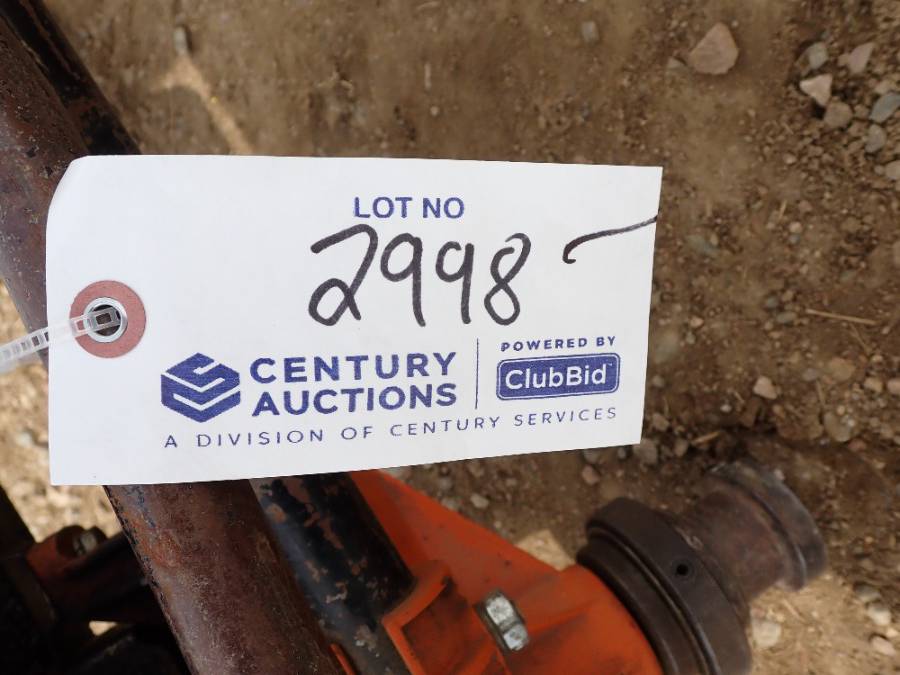 LOT NO
2998
CENTURY
AUCTIONS
POWERED BY
ClubBid
A DIVISION OF CENTURY SERVICES